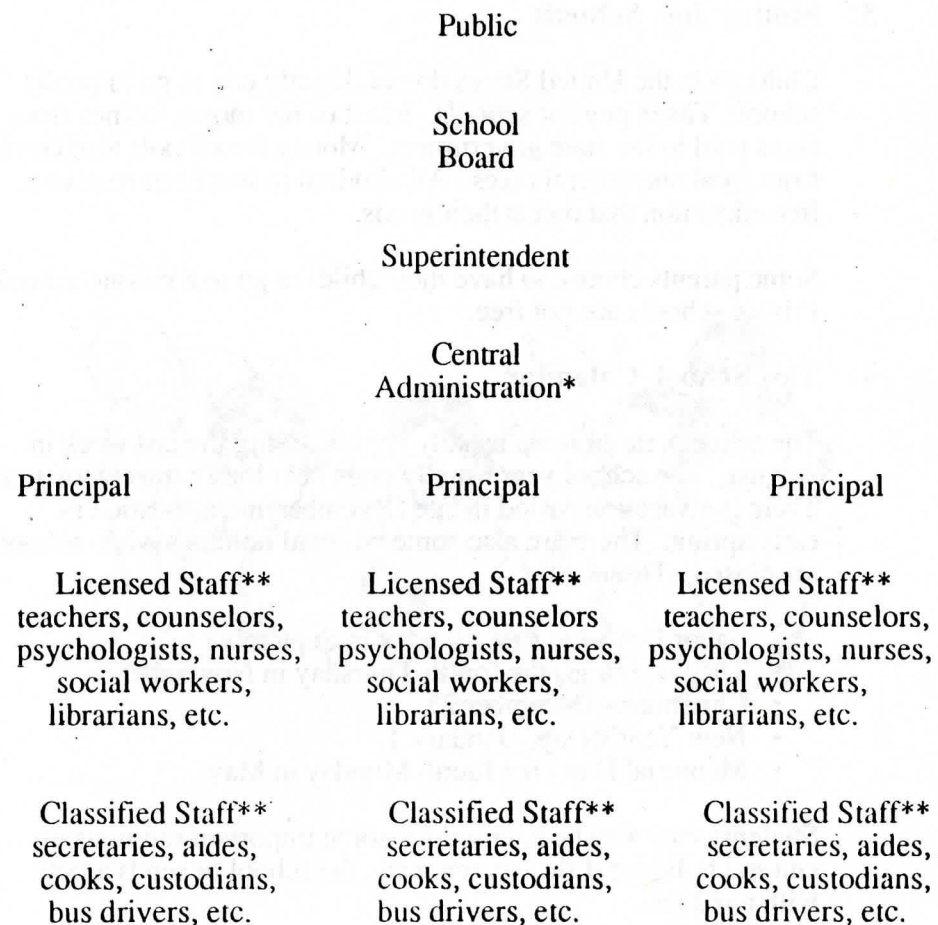 Public
School
Board
Superintendent
Central
Administration*
Principal Principal Principal
Licensed Staff** Licensed Staff** Licensed Staff**
teachers, counselors, teachers, counselors teachers, counselors,
psychologists, nurses, psychologists, nurses, psychologists, nurses,
social workers, social workers, social workers,
librarians, etc. librarians, etc. librarians, etc.
Classified Staff** Classified Staff** Classified Staff**
secretaries, aides, secretaries, aides, secretaries, aides,
cooks, custodians, cooks, custodians, cooks, custodians,
bus drivers, etc. bus drivers, etc. bus drivers, etc.